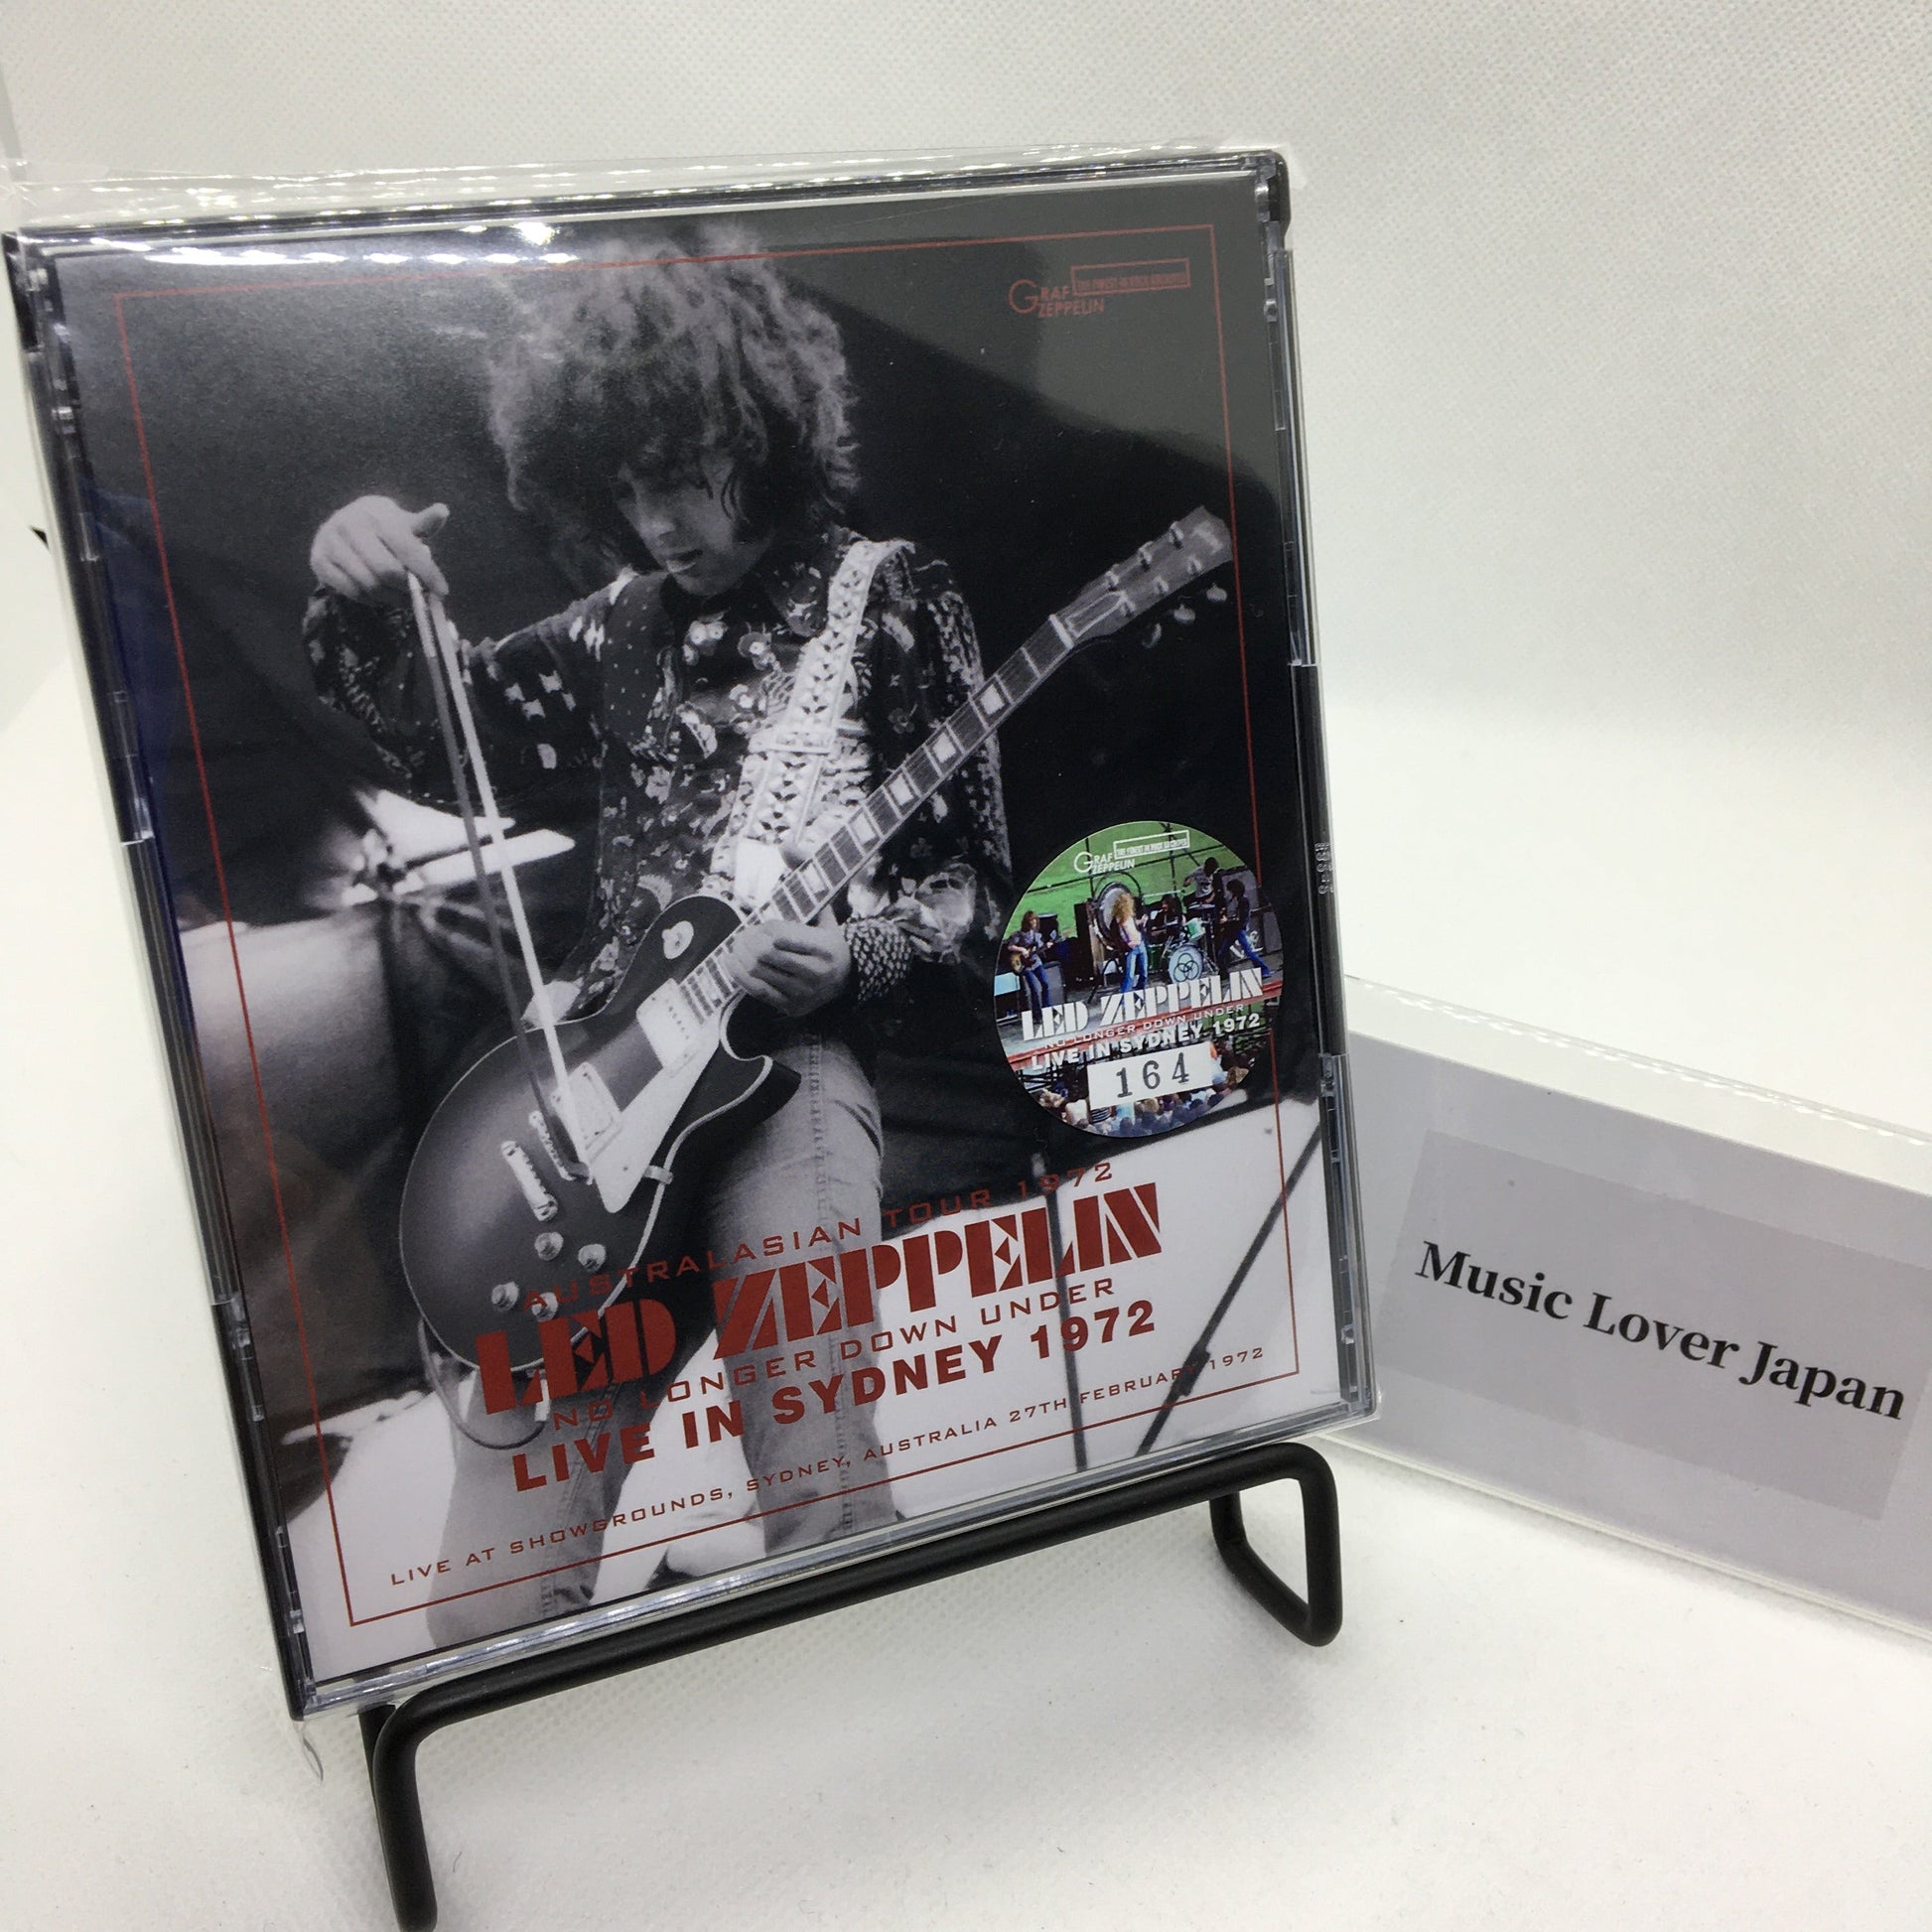 GRAF
ZEPPELIN
GRAF
ZEPPELIN
LED ZEPPELIN
NO LONGER DOWN UNDER
LIVE IN SYDNEY 1972
164
AUSTRALASIAN TOUR 1972
LED ZEPPELIN
NO LONGER DOWN UNDER
LIVE IN SYDNEY 1972
LIVE AT SHOWGROUNDS, SYDNEY, AUSTRALIA 27TH FEBRUARY 1972
Music Lover Japan